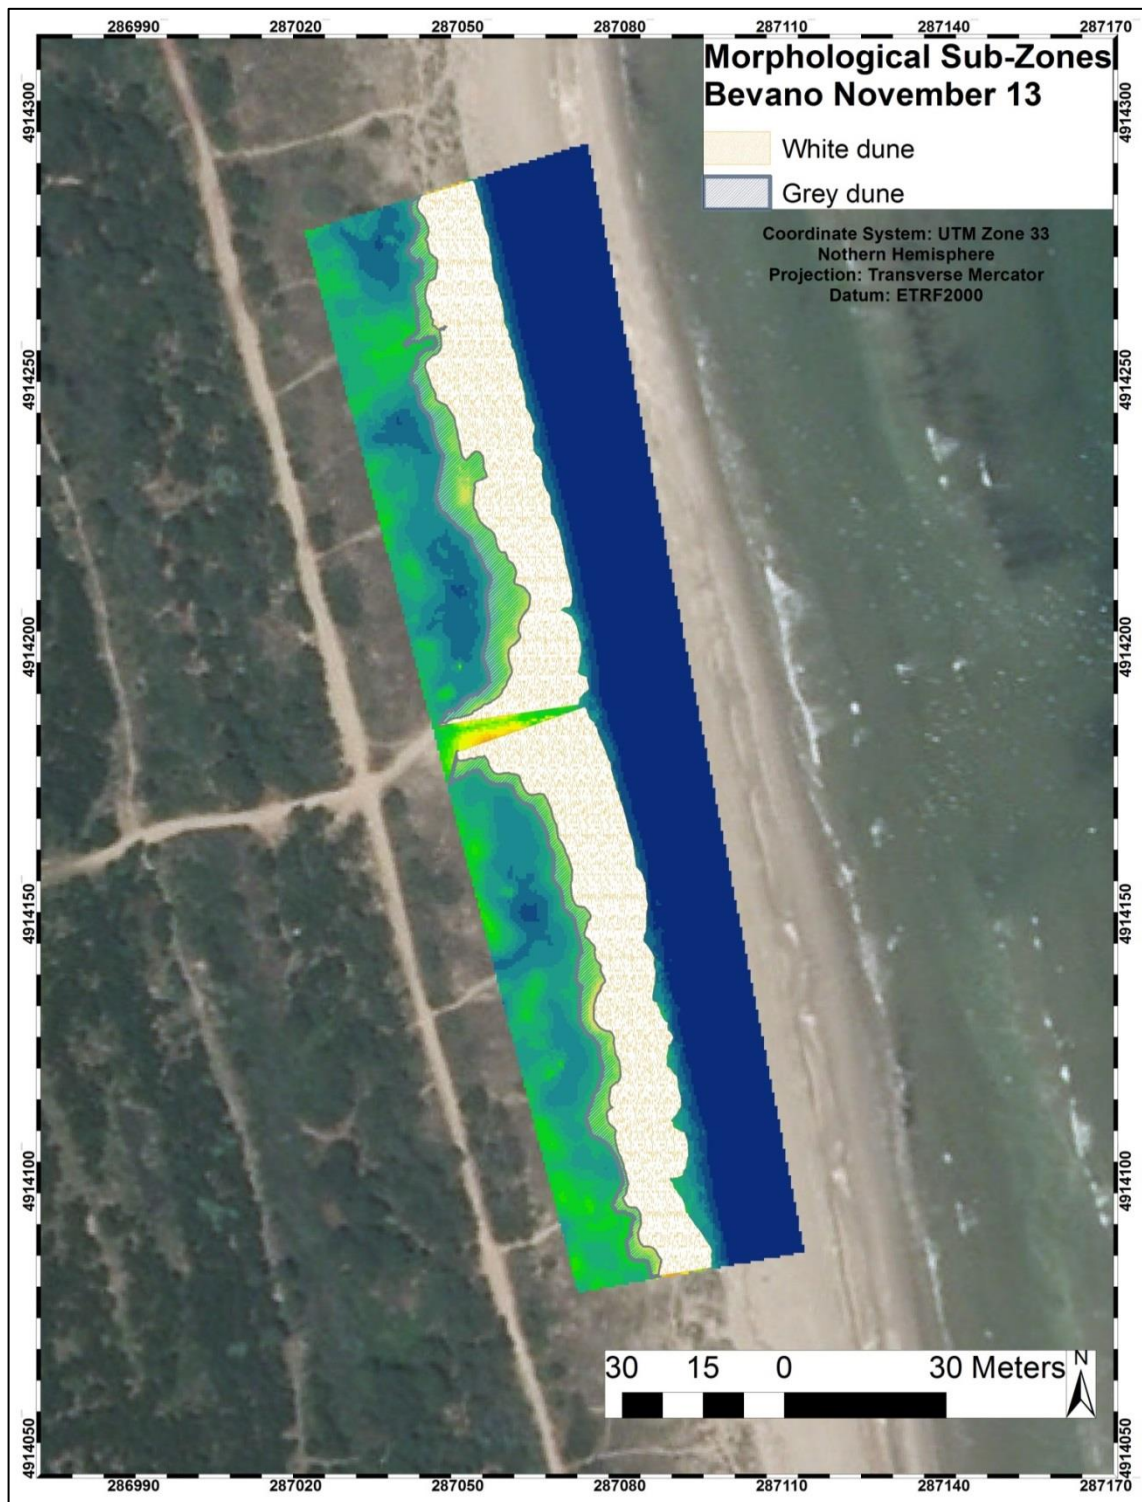 286990 287020 287050 287080 287110 287140 287170
Morphological Sub-Zones
Bevano November 13
White dune
Grey dune
Coordinate System: UTM Zone 33
Nothern Hemisphere
Projection: Transverse Mercator
Datum: ETRF2000
4914300 4914300
4914250 4914250
4914200 4914200
4914150 4914150
4914100 4914100
4914050 4914050
30 15 0 30 Meters
N
286990 287020 287050 287080 287110 287140 287170